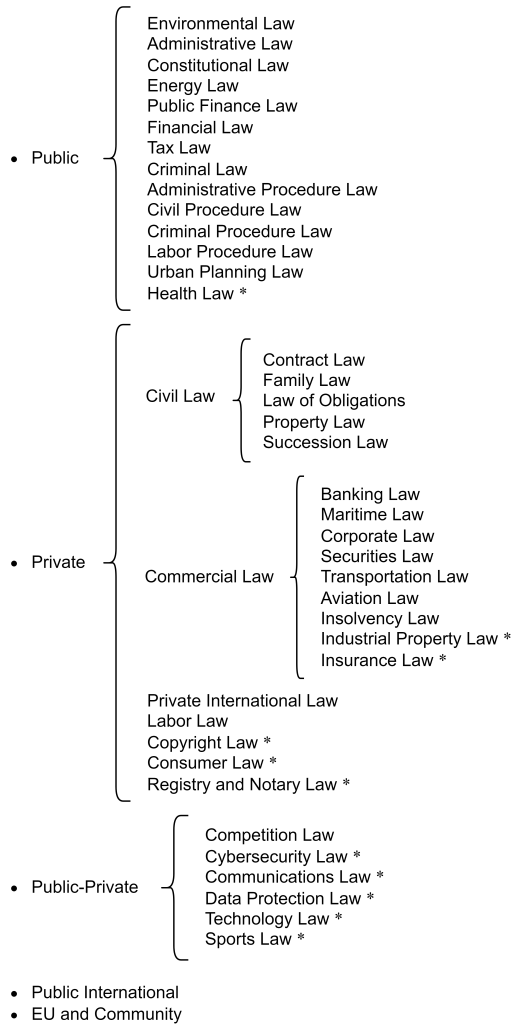 Environmental Law
Administrative Law
Constitutional Law
Energy Law
Public Finance Law
Financial Law
Tax Law
• Public
Criminal Law
Administrative Procedure Law
Civil Procedure Law
Criminal Procedure Law
Labor Procedure Law
Urban Planning Law
Health Law *
Contract Law
Family Law
Civil Law
Law of Obligations
Property Law
Succession Law
Banking Law
Maritime Law
Corporate Law
Securities Law
• Private
Commercial Law
Transportation Law
Aviation Law
Insolvency Law
Industrial Property Law *
Insurance Law *
Private International Law
Labor Law
Copyright Law *
Consumer Law *
Registry and Notary Law *
Competition Law
Cybersecurity Law *
Communications Law *
• Public-Private
Data Protection Law *
Technology Law *
Sports Law *
• Public International
• EU and Community